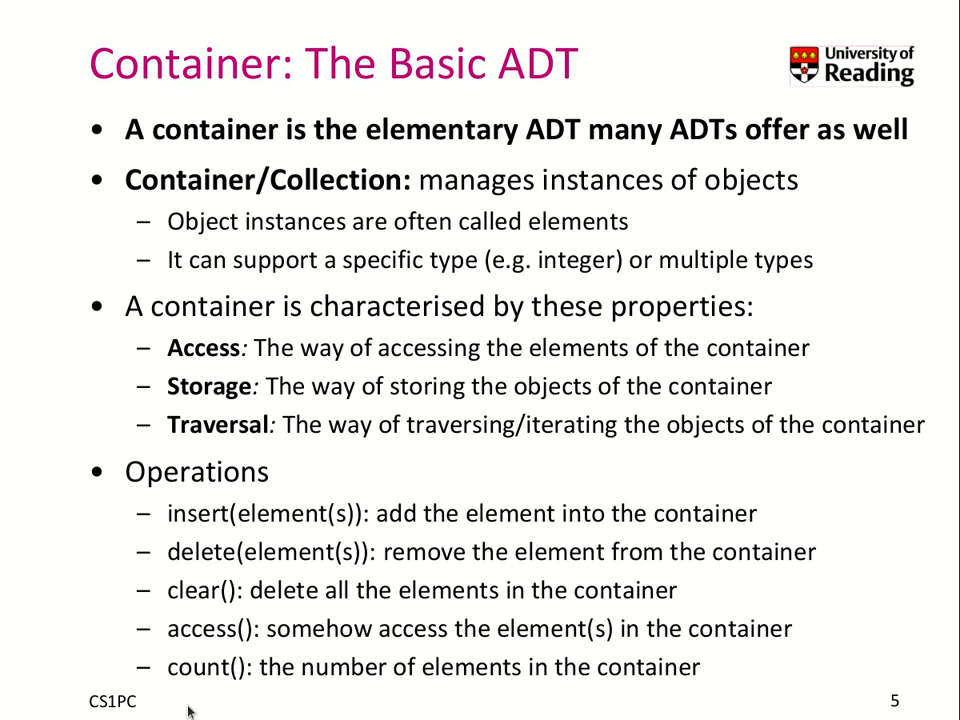 Container: The Basic ADT
University of
Reading
• A container is the elementary ADT many ADTs offer as well
• Container/Collection: manages instances of objects
– Object instances are often called elements
– It can support a specific type (e.g. integer) or multiple types
• A container is characterised by these properties:
– Access: The way of accessing the elements of the container
– Storage: The way of storing the objects of the container
– Traversal: The way of traversing/iterating the objects of the container
• Operations
– insert(element(s)): add the element into the container
– delete(element(s)): remove the element from the container
– clear(): delete all the elements in the container
– access(): somehow access the element(s) in the container
– count(): the number of elements in the container
CS1PC
5